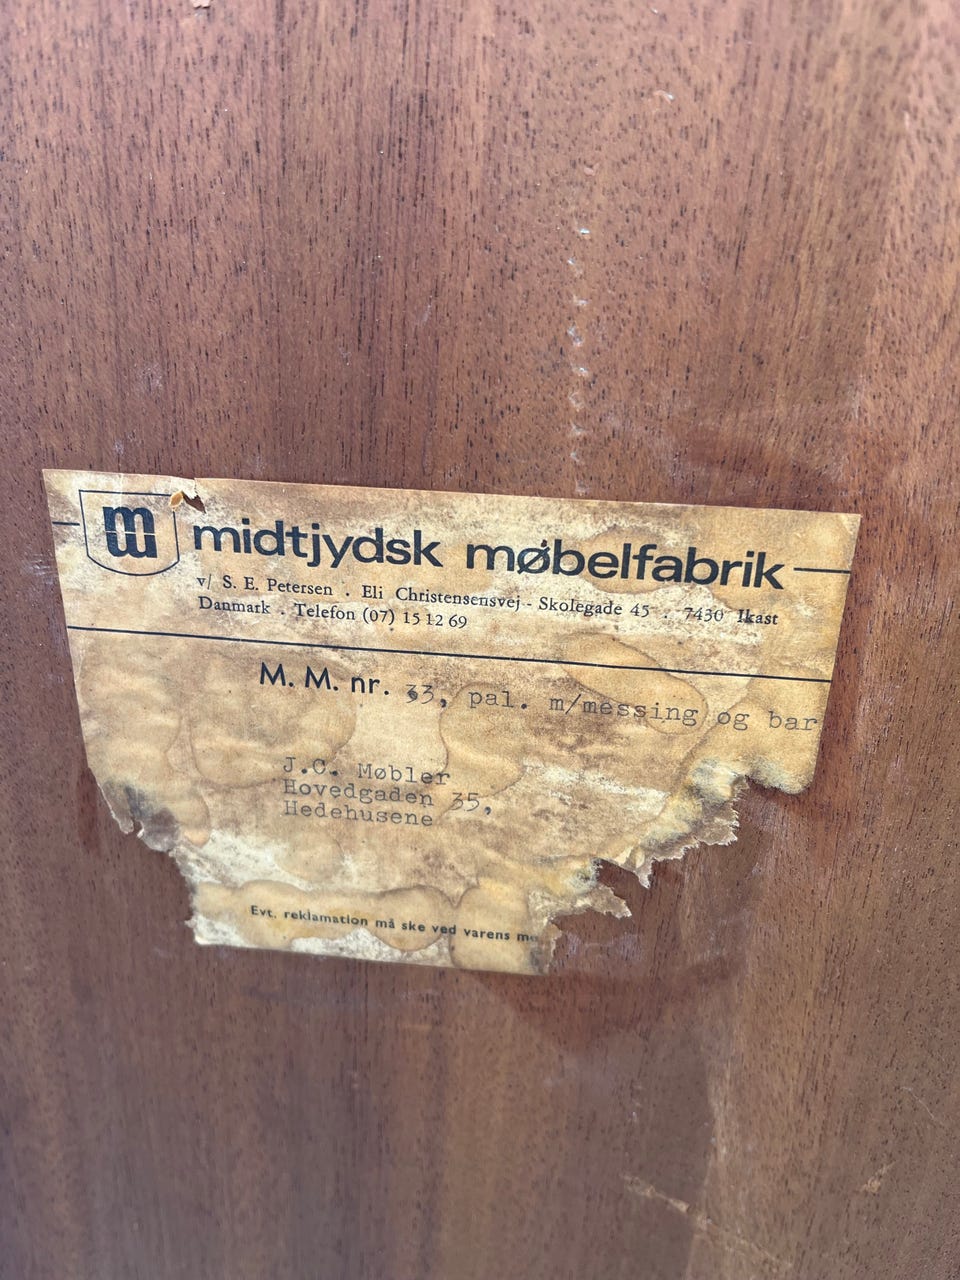 m midtjydsk møbelfabrik
v/ S. E. Petersen . Eli Christensensvej - Skolegade 45 . 7430 Ikast
Danmark . Telefon (07) 15 12 69
M. M. nr. 33, pal. m/messing og bar
J.C. Møbler
Hovedgaden 35,
Hedehusene
Evt. reklamation må ske ved varens